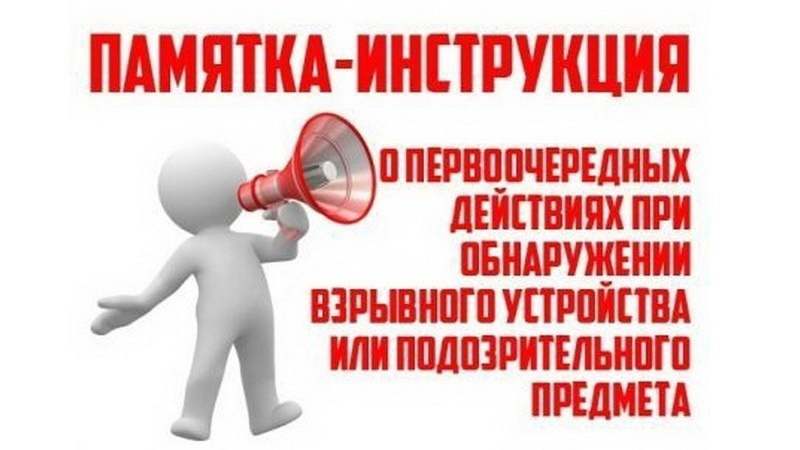 ПАМЯТКА-ИНСТРУКЦИЯ
О ПЕРВООЧЕРЕДНЫХ
ДЕЙСТВИЯХ ПРИ
ОБНАРУЖЕНИИ
ВЗРЫВНОГО УСТРОЙСТВА
ИЛИ ПОДОЗРИТЕЛЬНОГО
ПРЕДМЕТА